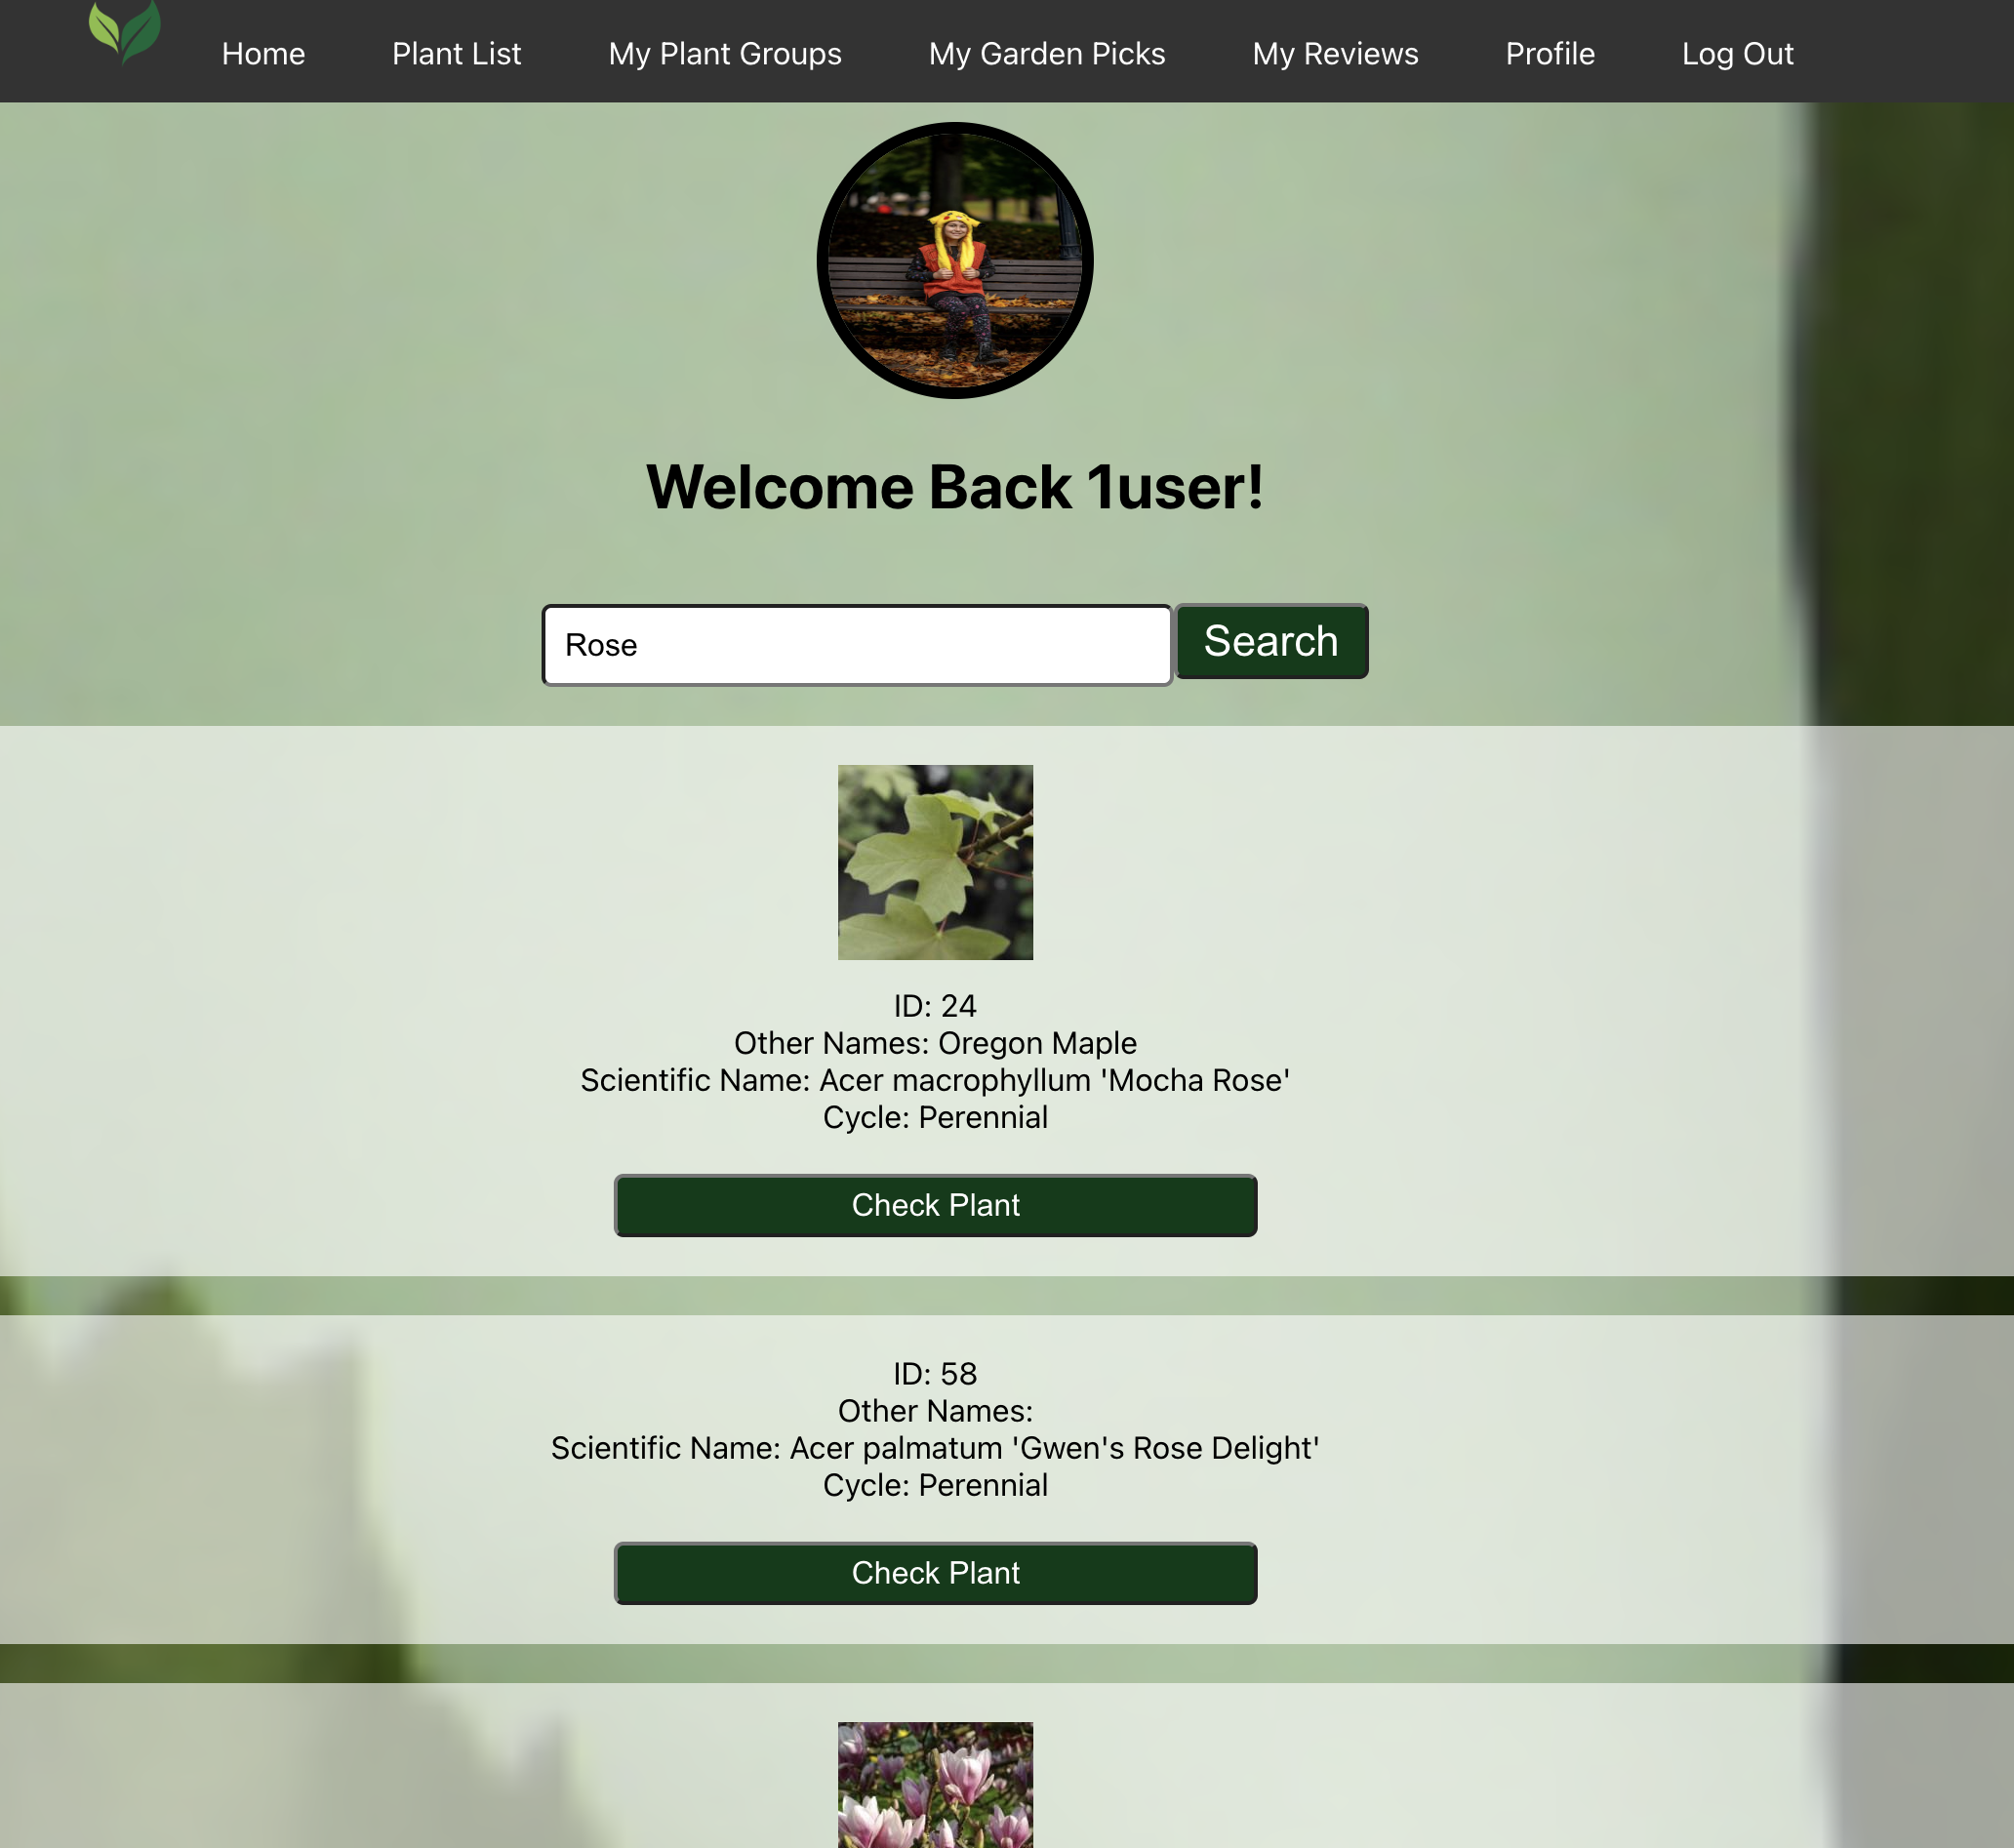 Home
Plant List
My Plant Groups
My Garden Picks
My Reviews
Profile
Log Out
Welcome Back 1user!
Rose
Search
ID: 24
Other Names: Oregon Maple
Scientific Name: Acer macrophyllum 'Mocha Rose'
Cycle: Perennial
Check Plant
ID: 58
Other Names:
Scientific Name: Acer palmatum 'Gwen's Rose Delight'
Cycle: Perennial
Check Plant